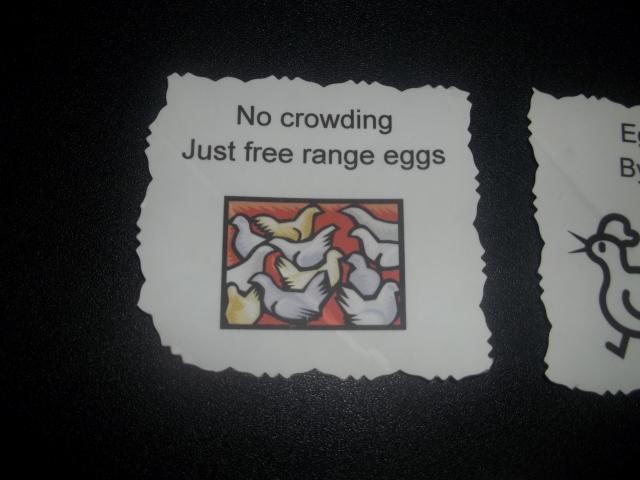 No crowding
Just free range eggs